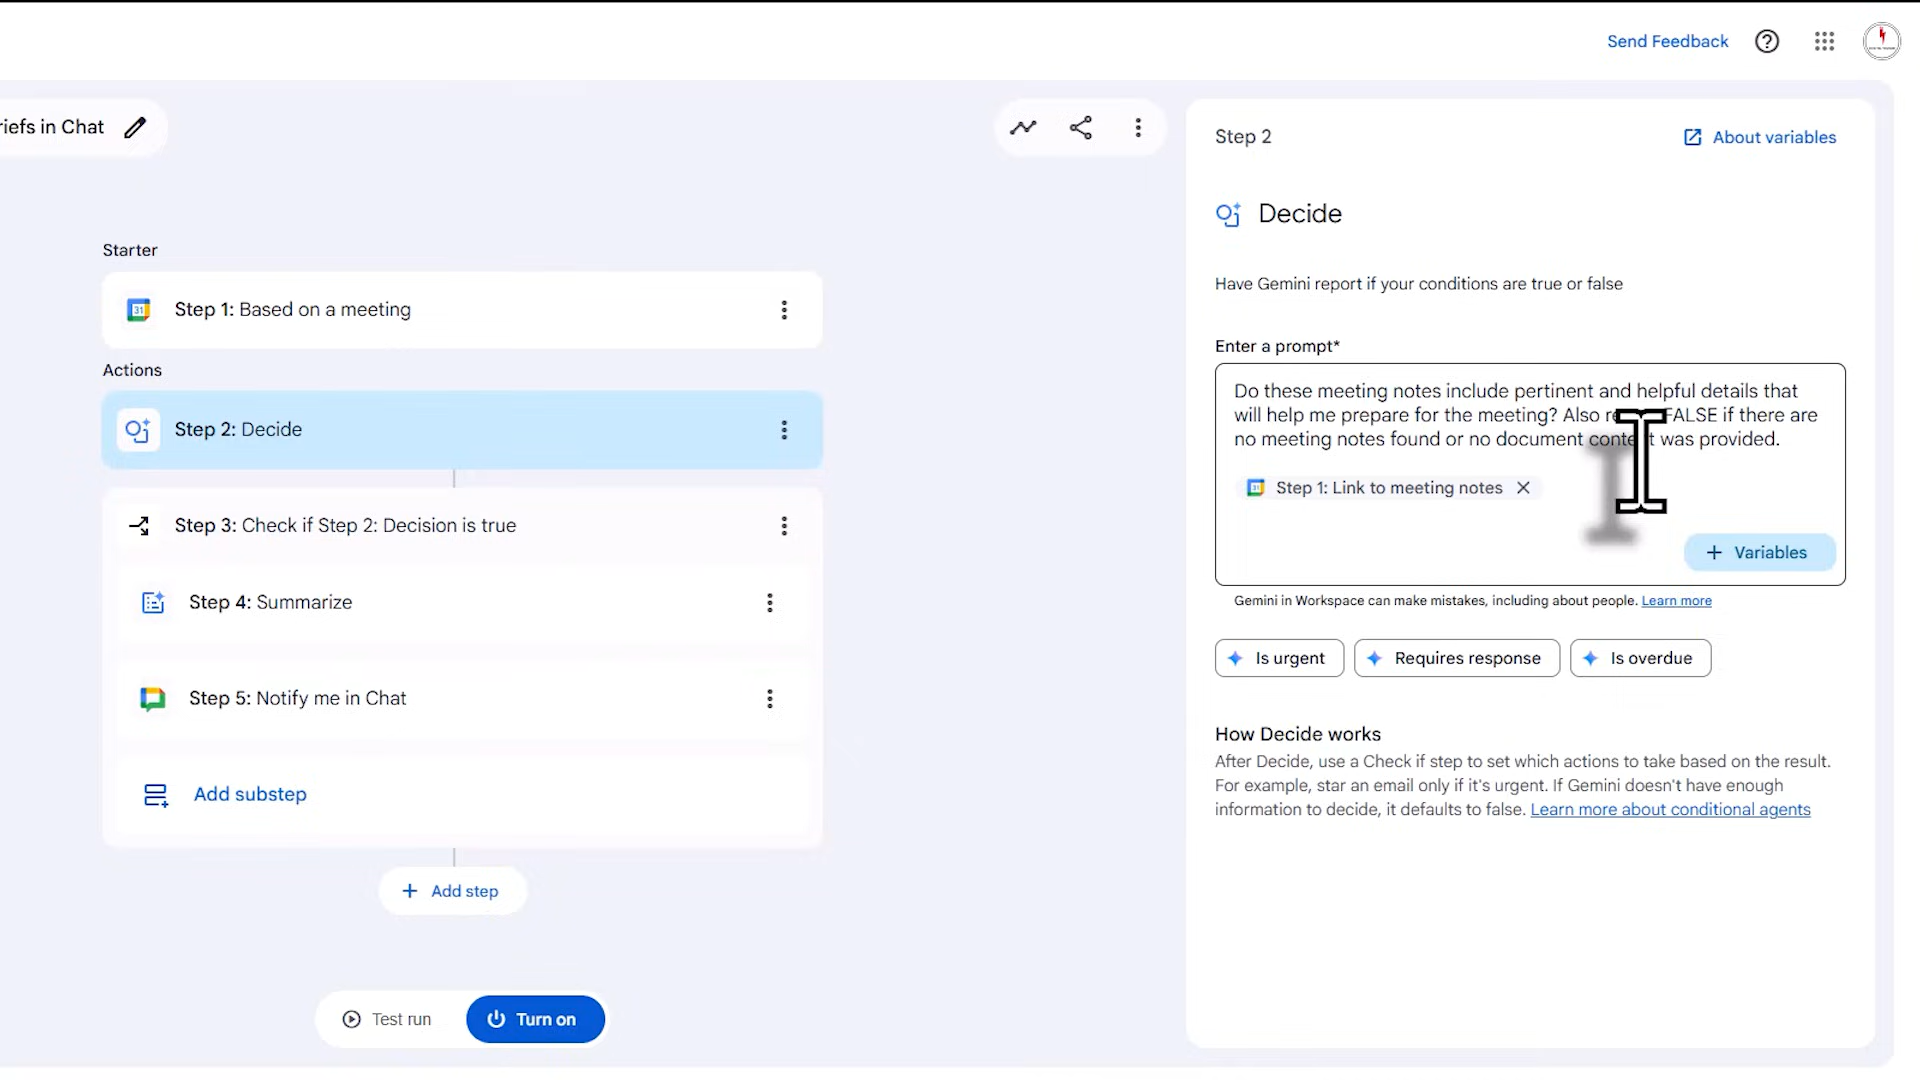 Send Feedback
riefs in Chat
Step 2
About variables
Decide
Have Gemini report if your conditions are true or false
Starter
31
Step 1: Based on a meeting
Actions
Step 2: Decide
Enter a prompt*
Do these meeting notes include pertinent and helpful details that
will help me prepare for the meeting? Also FALSE if there are
no meeting notes found or no document content was provided.
31
Step 1: Link to meeting notes
Variables
Gemini in Workspace can make mistakes, including about people. Learn more
Step 3: Check if Step 2: Decision is true
Step 4: Summarize
Is urgent
Requires response
Is overdue
Step 5: Notify me in Chat
How Decide works
After Decide, use a Check if step to set which actions to take based on the result.
For example, star an email only if it's urgent. If Gemini doesn't have enough
information to decide, it defaults to false. Learn more about conditional agents
Add substep
Add step
Test run
Turn on